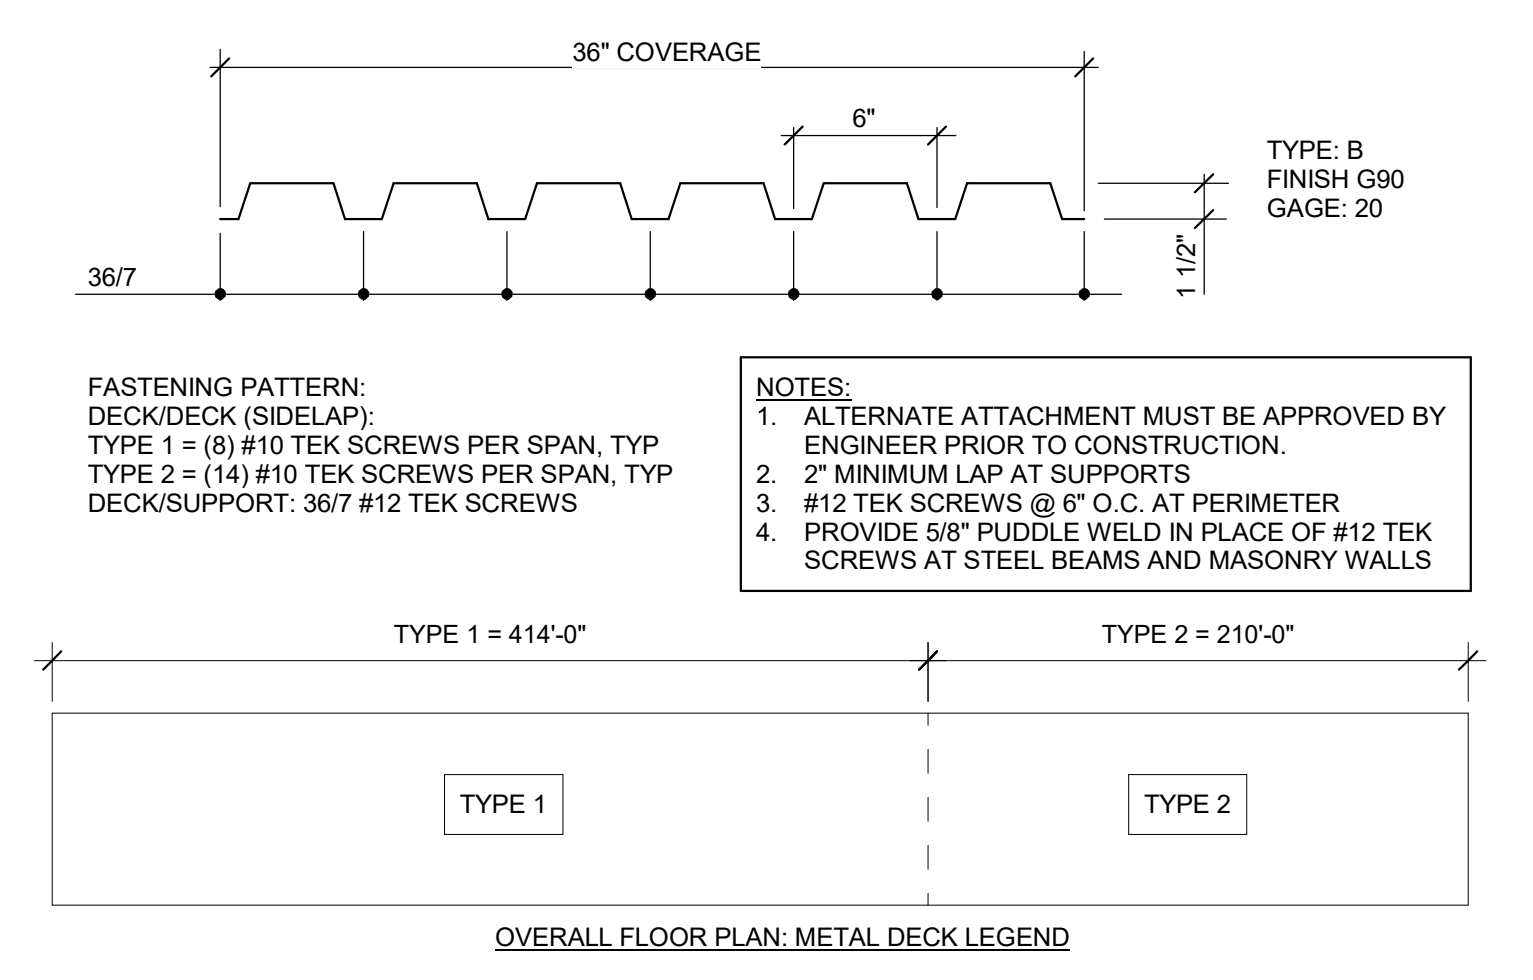 36" COVERAGE
6"
TYPE: B
FINISH G90
GAGE: 20
1 1/2"
36/7
FASTENING PATTERN:
DECK/DECK (SIDELAP):
TYPE 1 = (8) #10 TEK SCREWS PER SPAN, TYP
TYPE 2 = (14) #10 TEK SCREWS PER SPAN, TYP
DECK/SUPPORT: 36/7 #12 TEK SCREWS
NOTES:
1. ALTERNATE ATTACHMENT MUST BE APPROVED BY
ENGINEER PRIOR TO CONSTRUCTION.
2. 2" MINIMUM LAP AT SUPPORTS
3. #12 TEK SCREWS @ 6" O.C. AT PERIMETER
4. PROVIDE 5/8" PUDDLE WELD IN PLACE OF #12 TEK
SCREWS AT STEEL BEAMS AND MASONRY WALLS
TYPE 1 = 414'-0"
TYPE 2 = 210'-0"
TYPE 1
TYPE 2
OVERALL FLOOR PLAN: METAL DECK LEGEND